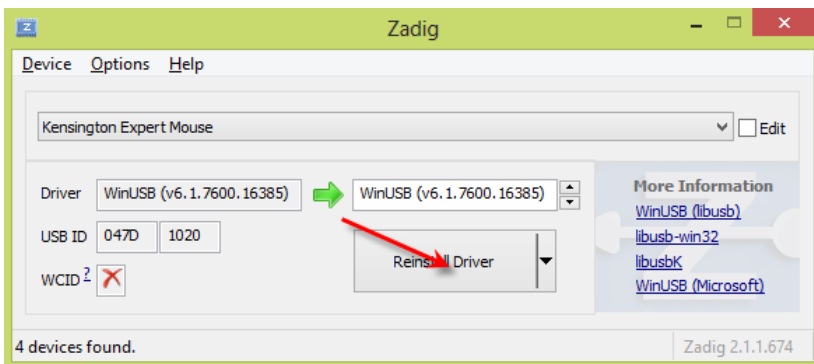 Zadig
Device Options Help
Kensington Expert Mouse Edit
Driver WinUSB (v6.1.7600.16385) WinUSB (v6.1.7600.16385)
USB ID 047D 1020
WCID ?
Reinstall Driver
More Information
WinUSB (libusb)
libusb-win32
libusbK
WinUSB (Microsoft)
4 devices found. Zadig 2.1.1.674